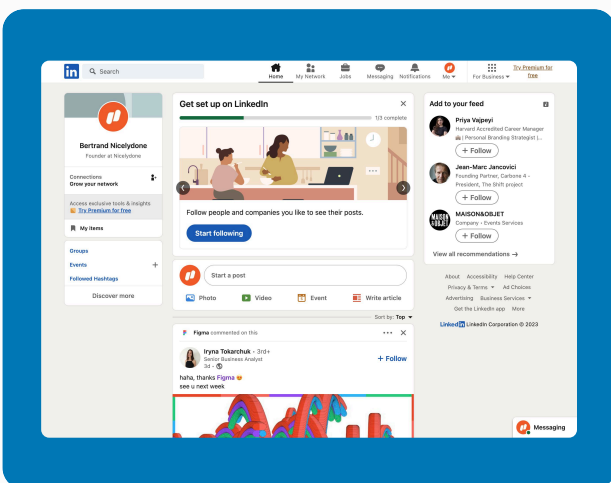 in
Search
Home
My Network
Jobs
Messaging
Notifications
Me
For Business
Try Premium for
free
Bertrand Nicelydone
Founder at Nicelydone
Connections
Grow your network
Access exclusive tools & insights
Try Premium for free
My items
Groups
Events
Followed Hashtags
Discover more
Get set up on LinkedIn
1/3 complete
Follow people and companies you like to see their posts.
Start following
Start a post
Photo
Video
Event
Write article
Sort by: Top
Figma commented on this
Iryna Tokarchuk • 3rd+
Senior Business Analyst
3d •
+ Follow
haha, thanks Figma
see u next week
Add to your feed
Priya Vajpeyi
Harvard Accredited Career Manager
| Personal Branding Strategist |...
+ Follow
Jean-Marc Jancovici
Founding Partner, Carbone 4 -
President, The Shift project
+ Follow
MAISON
&OBJET
MAISON&OBJET
Company • Events Services
+ Follow
View all recommendations →
About Accessibility Help Center
Privacy & Terms Ad Choices
Advertising Business Services
Get the LinkedIn app More
LinkedIn LinkedIn Corporation © 2023
Messaging